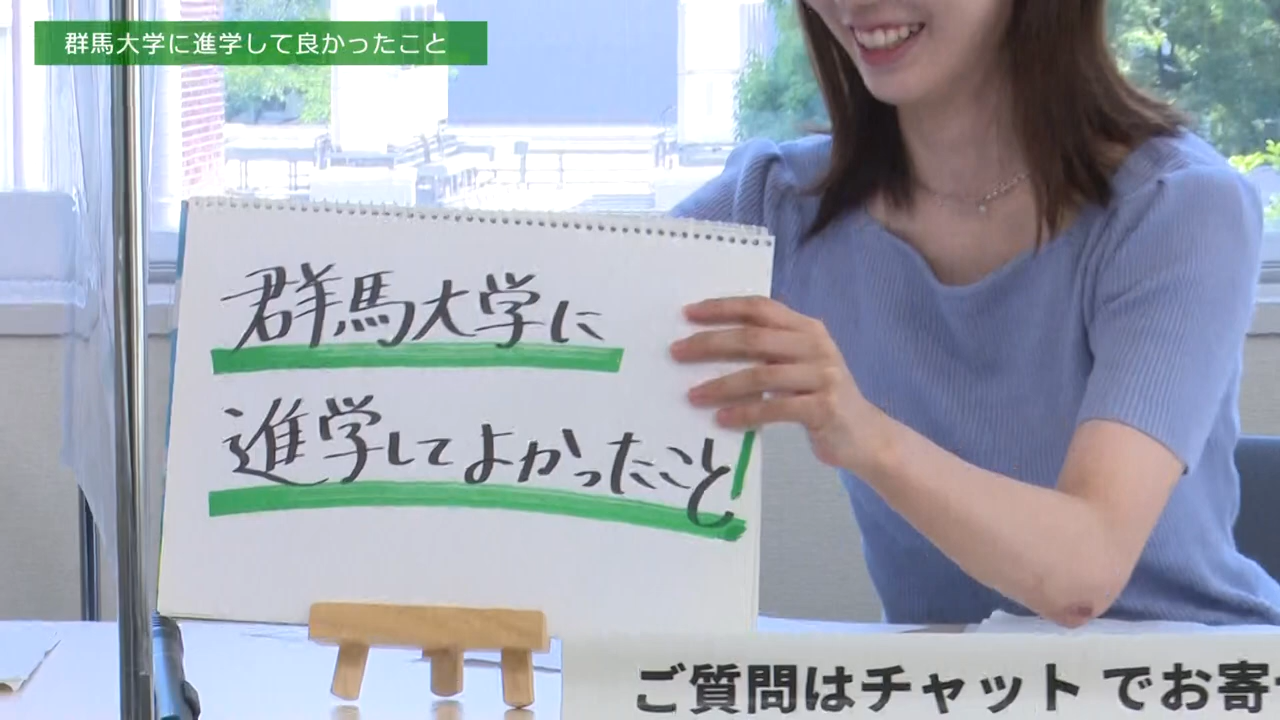 群馬大学に進学して良かったこと
群馬大学に
進学してよかったこと!
ご質問はチャットでお寄せ